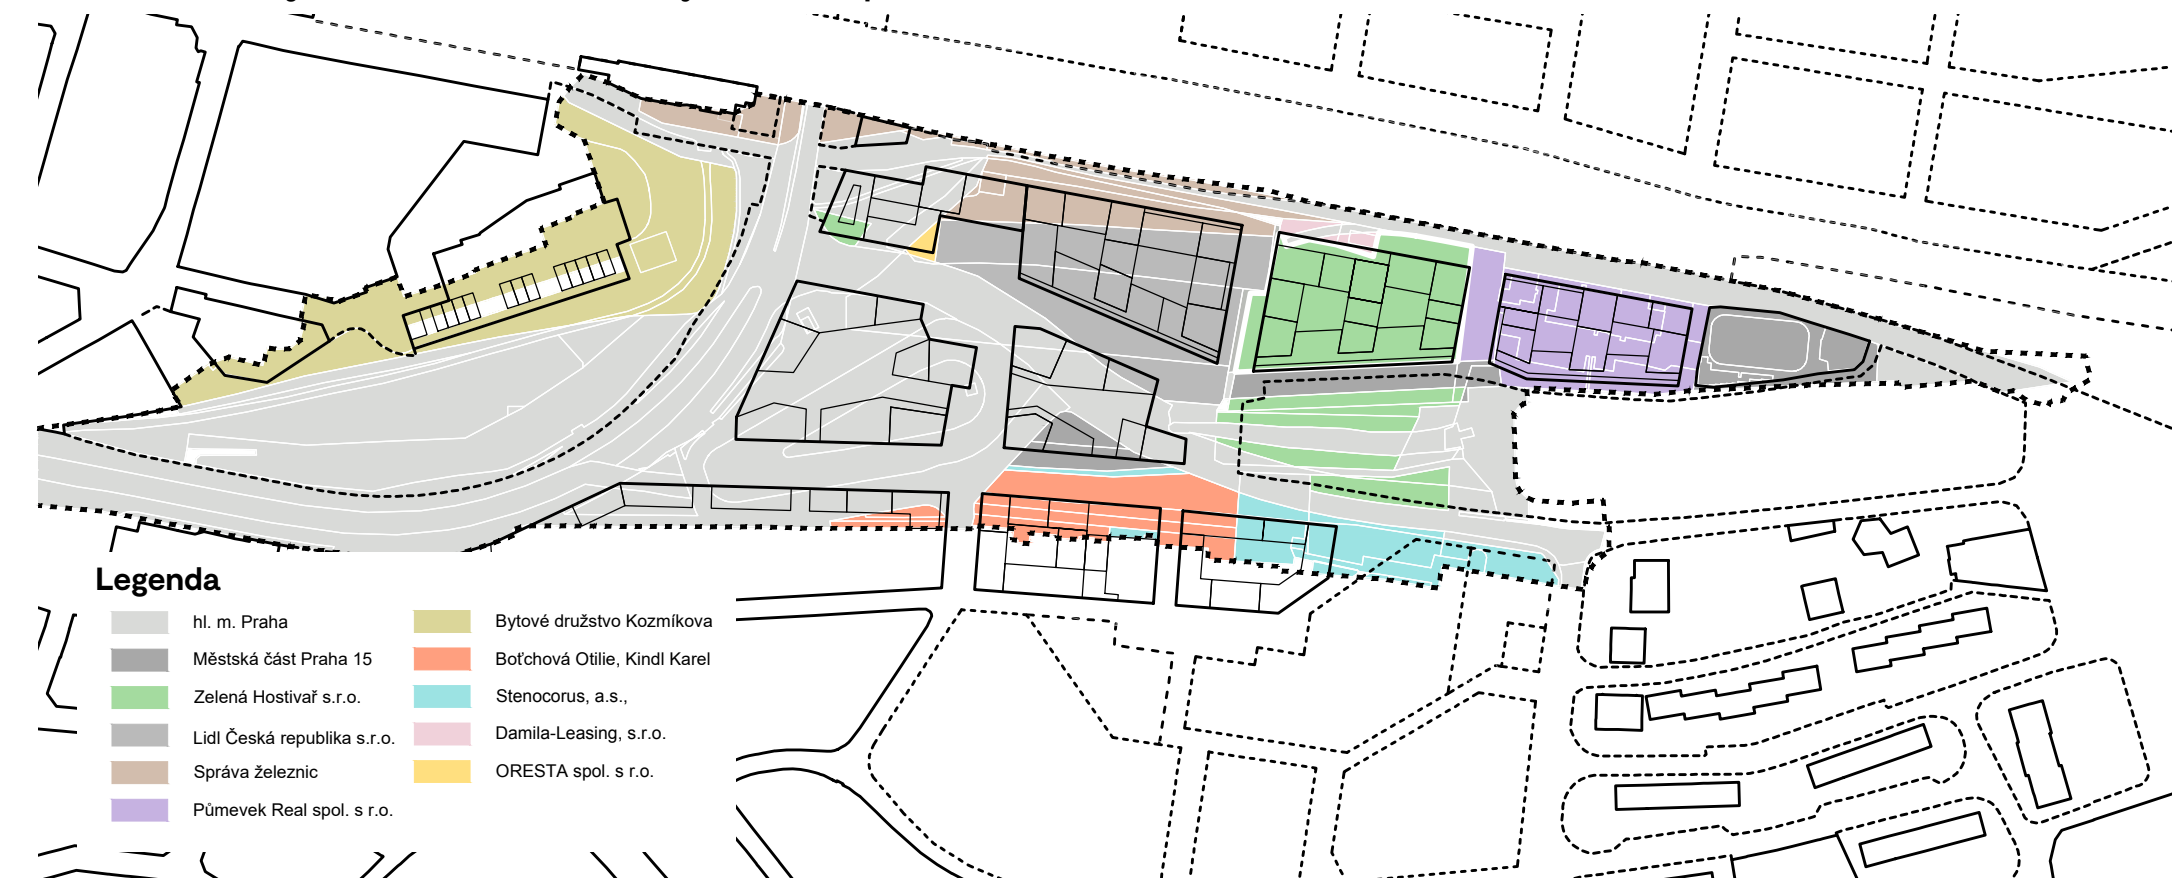 Legenda
hl. m. Praha
Městská část Praha 15
Zelená Hostivař s.r.o.
Lidl Česká republika s.r.o.
Správa železnic
Půmevek Real spol. s r.o.
Bytové družstvo Kozmíkova
Boťchová Otilie, Kindl Karel
Stenocorus, a.s.,
Damila-Leasing, s.r.o.
ORESTA spol. s r.o.